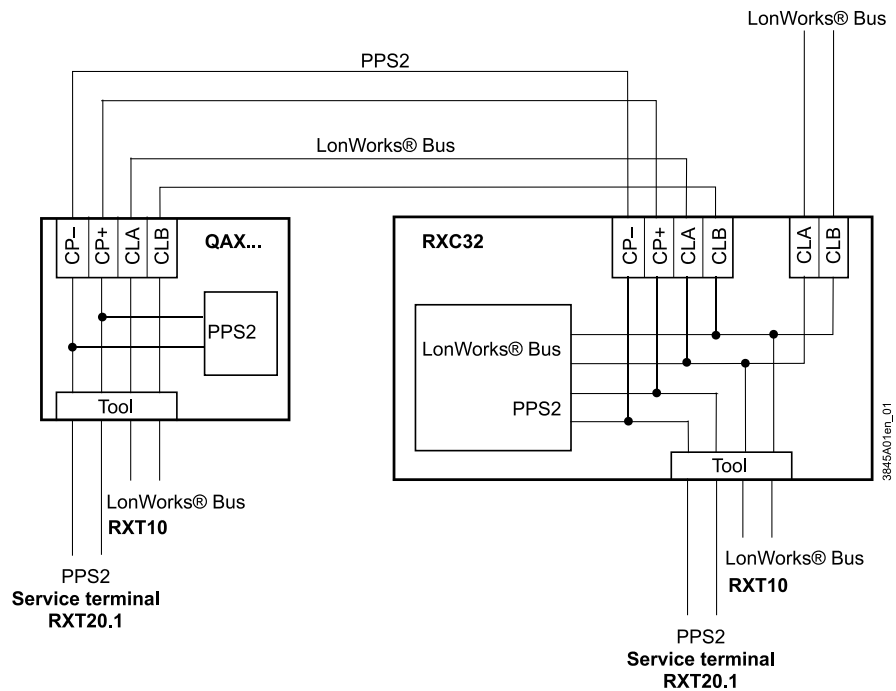 LonWorks® Bus
PPS2
LonWorks® Bus
CP–
CP+
CLA
CLB
QAX...
PPS2
Tool
LonWorks® Bus
RXT10
PPS2
Service terminal
RXT20.1
RXC32
CP–
CP+
CLA
CLB
CLA
CLB
LonWorks® Bus
PPS2
Tool
LonWorks® Bus
RXT10
PPS2
Service terminal
RXT20.1
3845A01en_01